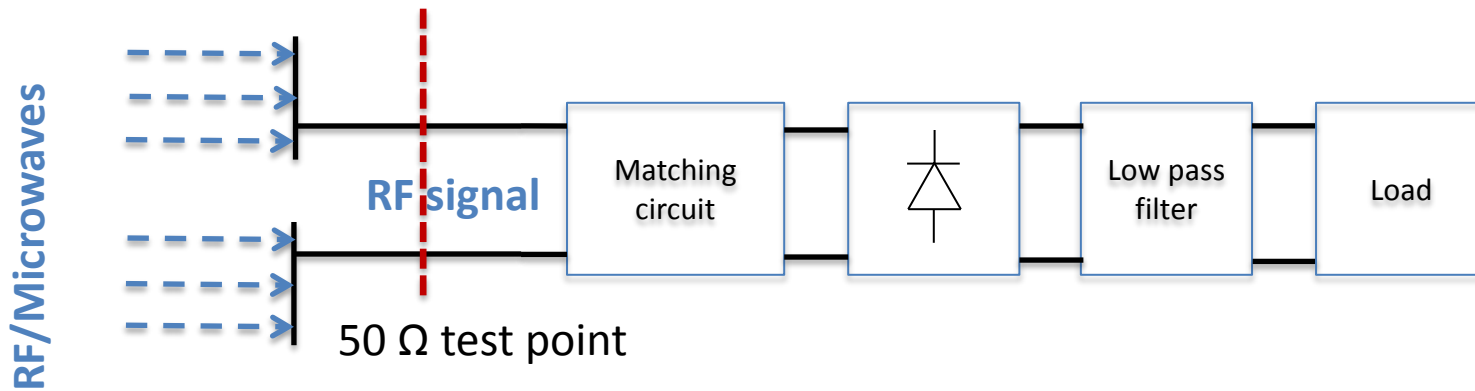 RF/Microwaves
RF signal
50 Ω test point
Matching
circuit
Low pass
filter
Load